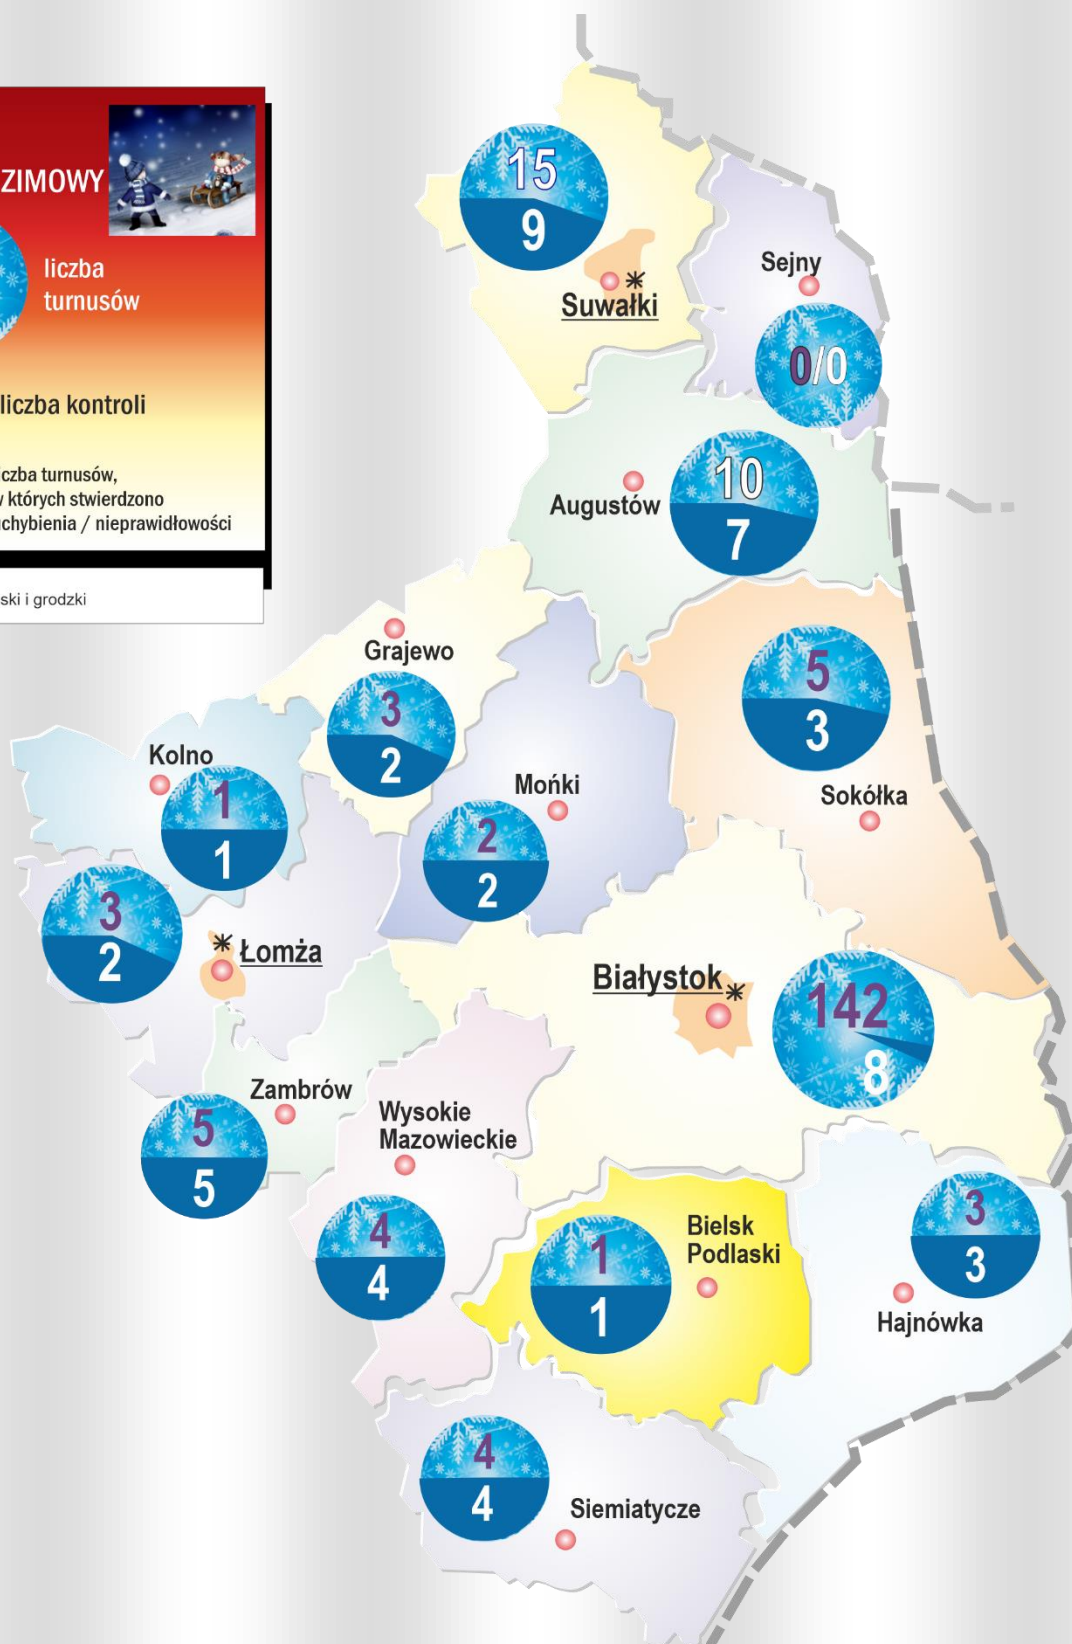 ZIMOWY
liczba
turnusów
liczba kontroli
liczba turnusów,
w których stwierdzono
uchybienia / nieprawidłowości
ski i grodzki
15
9
Suwałki
Sejny
0/0
Augustów
10
7
Grajewo
3
2
5
3
Sokółka
Kolno
1
1
Mońki
2
2
3
2
Łomża
Białystok
142
8
Zambrów
5
5
Wysokie
Mazowieckie
4
4
Bielsk
Podlaski
1
1
3
3
Hajnówka
4
4
Siemiatycze